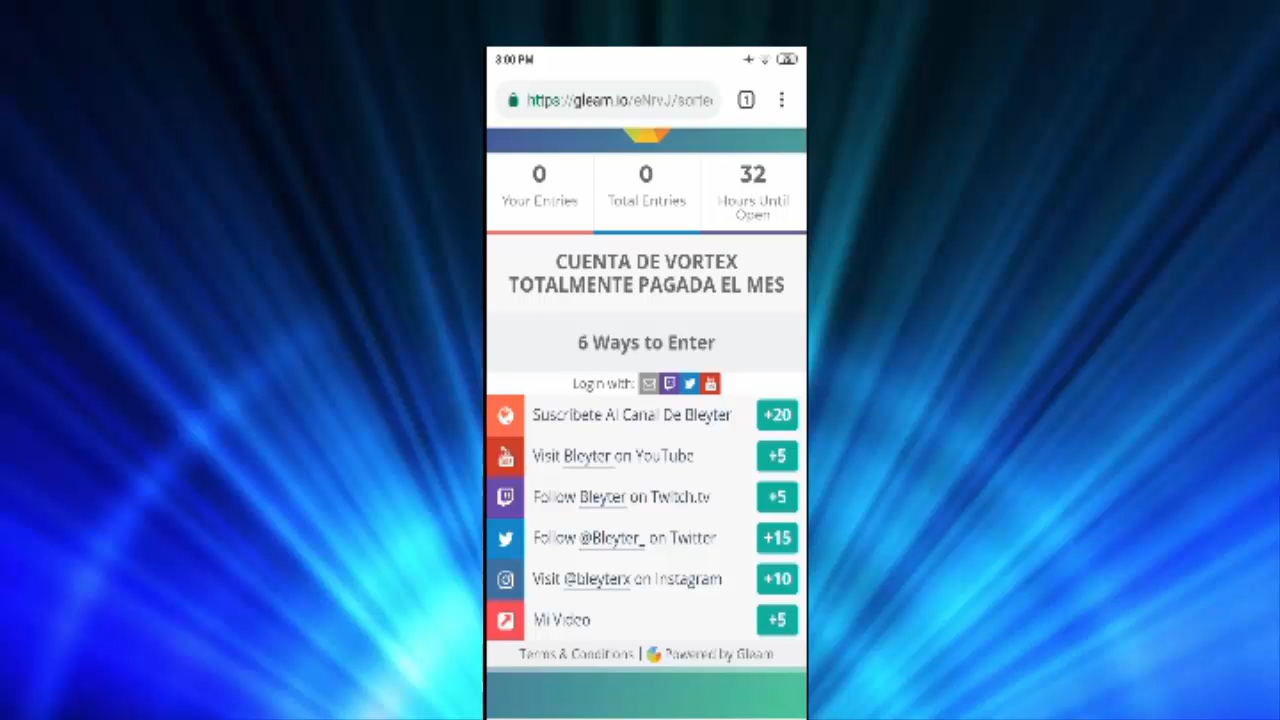 3:00 PM
https://gleam.io/eNrvJ/sorteo
1
0
Your Entries
0
Total Entries
32
Hours Until
Open
CUENTA DE VORTEX
TOTALMENTE PAGADA EL MES
6 Ways to Enter
Login with:
Suscribete Al Canal De Bleyter +20
Visit Bleyter on YouTube +5
Follow Bleyter on Twitch.tv +5
Follow @Bleyter_ on Twitter +15
Visit @bleyterx on Instagram +10
Mi Video +5
Terms & Conditions | Powered by Gleam